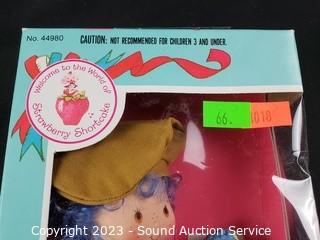 No. 44980
CAUTION: NOT RECOMMENDED FOR CHILDREN 3 AND UNDER.
Welcome to the World of
Strawberry Shortcake
66.
1010
Copyright 2023 - Sound Auction Service